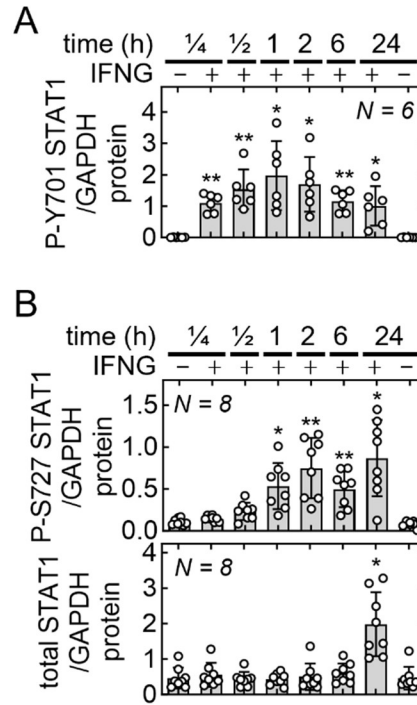 A
time (h) ¼ ½ 1 2 6 24
IFNG − + + + + + + −
P-Y701 STAT1
/GAPDH
protein
N = 6
4
3
2
1
0
** ** * * ** *
B
time (h) ¼ ½ 1 2 6 24
IFNG − + + + + + + −
P-S727 STAT1
/GAPDH
protein
N = 8
1.5
1.0
0.5
0.0
* ** ** *
total STAT1
/GAPDH
protein
N = 8
4
3
2
1
0
*